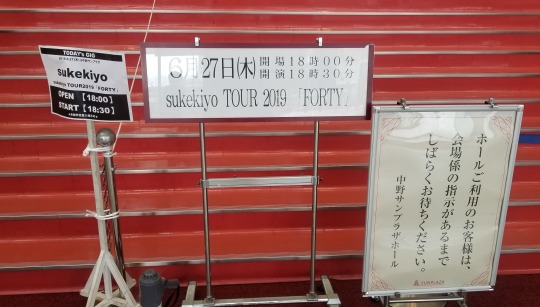 TODAY's GIG
sukekiyo
sukekiyo TOUR2019 「FORTY」
OPEN 【18:00】
START【18:30】
6月27日(木)
開場18時00分
開演18時30分
sukekiyo TOUR 2019 「FORTY」
ホールご利用のお客様は、
会場係の指示があるまで
しばらくお待ちください。
中野サンプラザホール
SUNPLAZA